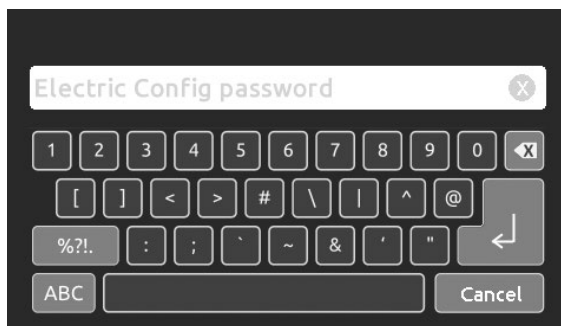 Electric Config password
1 2 3 4 5 6 7 8 9 0
[ ] < > # \ | ^ @
%?!. : ; ` ~ & ' "
ABC Cancel